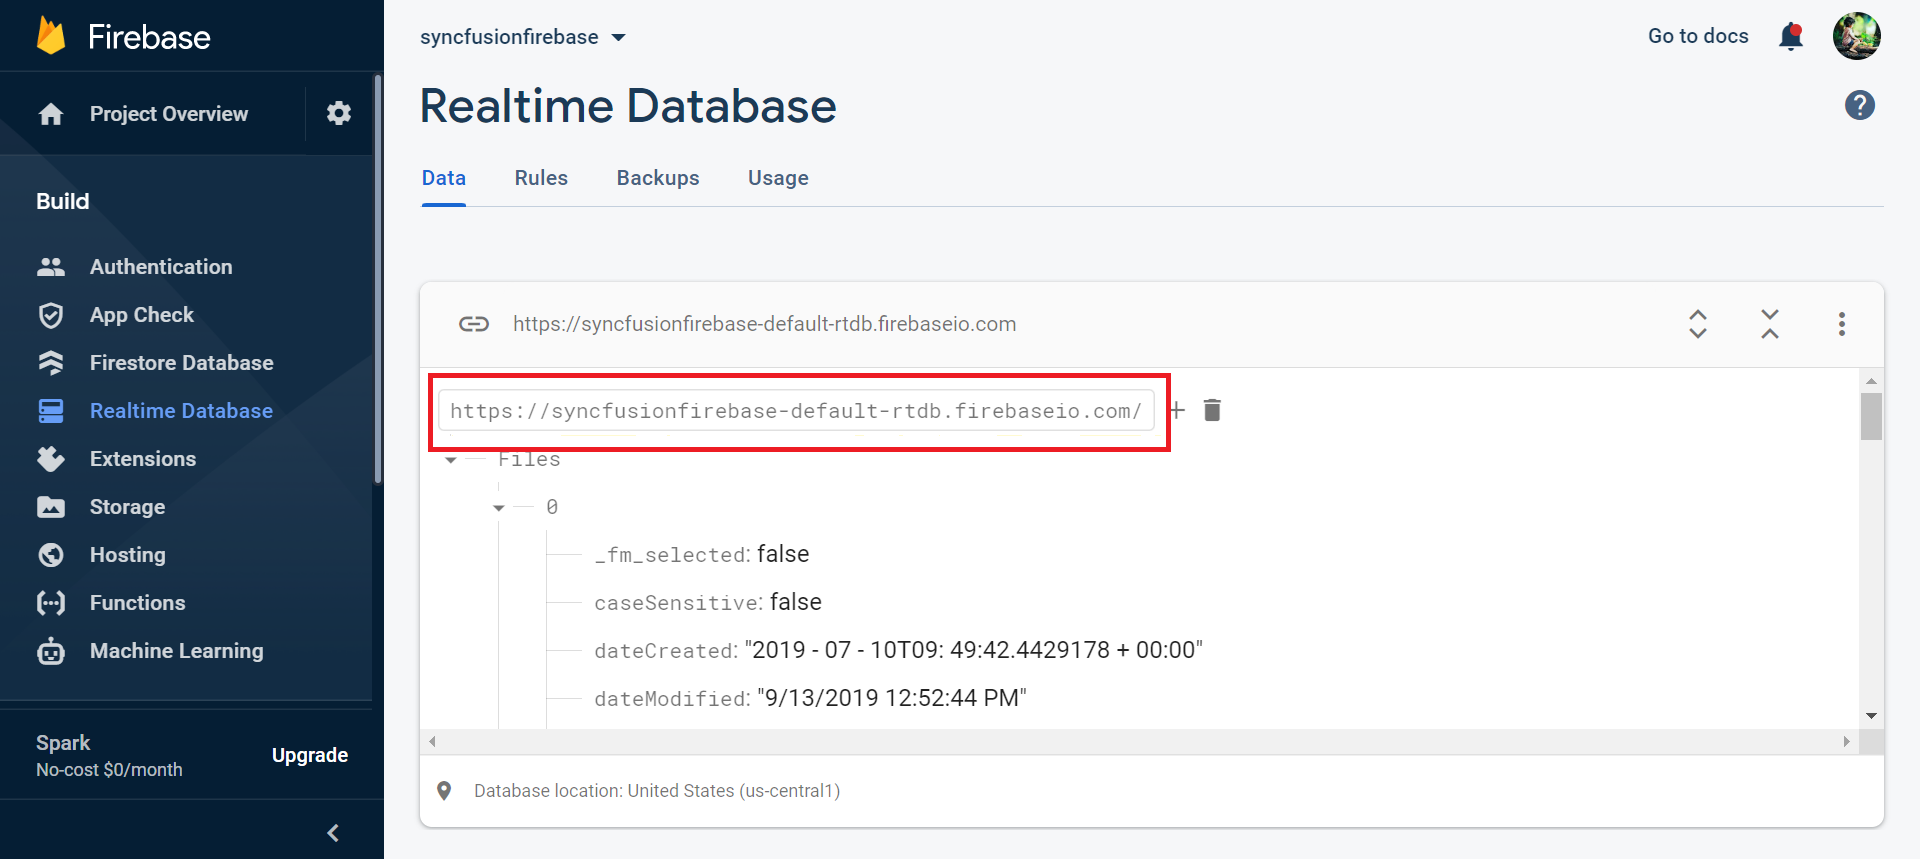 Firebase
Project Overview
Build
Authentication
App Check
Firestore Database
Realtime Database
Extensions
Storage
Hosting
Functions
Machine Learning
Spark
No-cost $0/month
Upgrade
syncfusionfirebase
Go to docs
Realtime Database
Data Rules Backups Usage
https://syncfusionfirebase-default-rtdb.firebaseio.com
https://syncfusionfirebase-default-rtdb.firebaseio.com/
Files
0
_fm_selected: false
caseSensitive: false
dateCreated: "2019 - 07 - 10T09: 49:42.4429178 + 00:00"
dateModified: "9/13/2019 12:52:44 PM"
Database location: United States (us-central1)